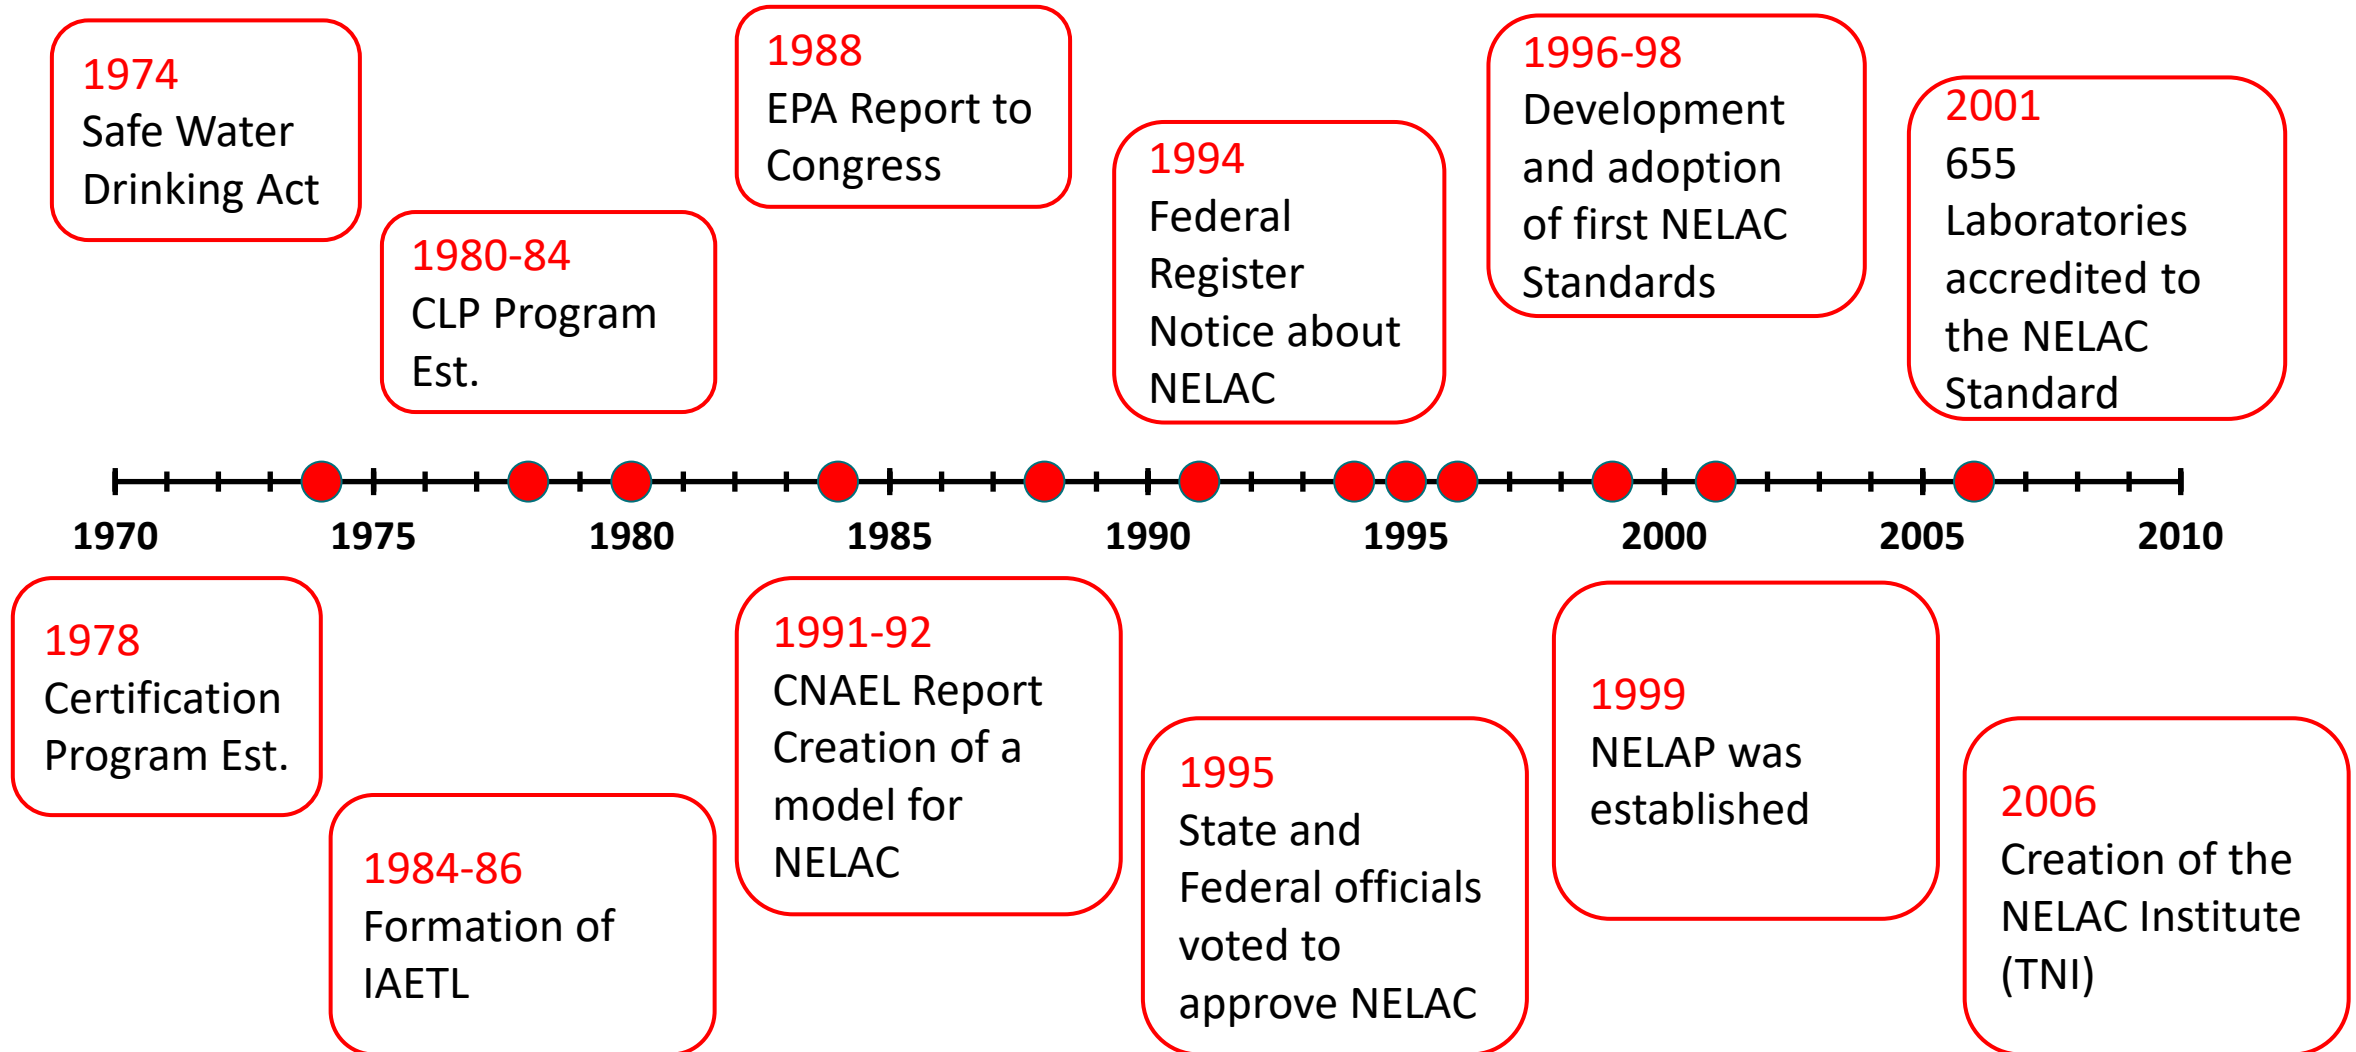 1974
Safe Water
Drinking Act
1980-84
CLP Program
Est.
1988
EPA Report to
Congress
1994
Federal
Register
Notice about
NELAC
1996-98
Development
and adoption
of first NELAC
Standards
2001
655
Laboratories
accredited to
the NELAC
Standard
1970 1975 1980 1985 1990 1995 2000 2005 2010
1978
Certification
Program Est.
1984-86
Formation of
IAETL
1991-92
CNAEL Report
Creation of a
model for
NELAC
1995
State and
Federal officials
voted to
approve NELAC
1999
NELAP was
established
2006
Creation of the
NELAC Institute
(TNI)